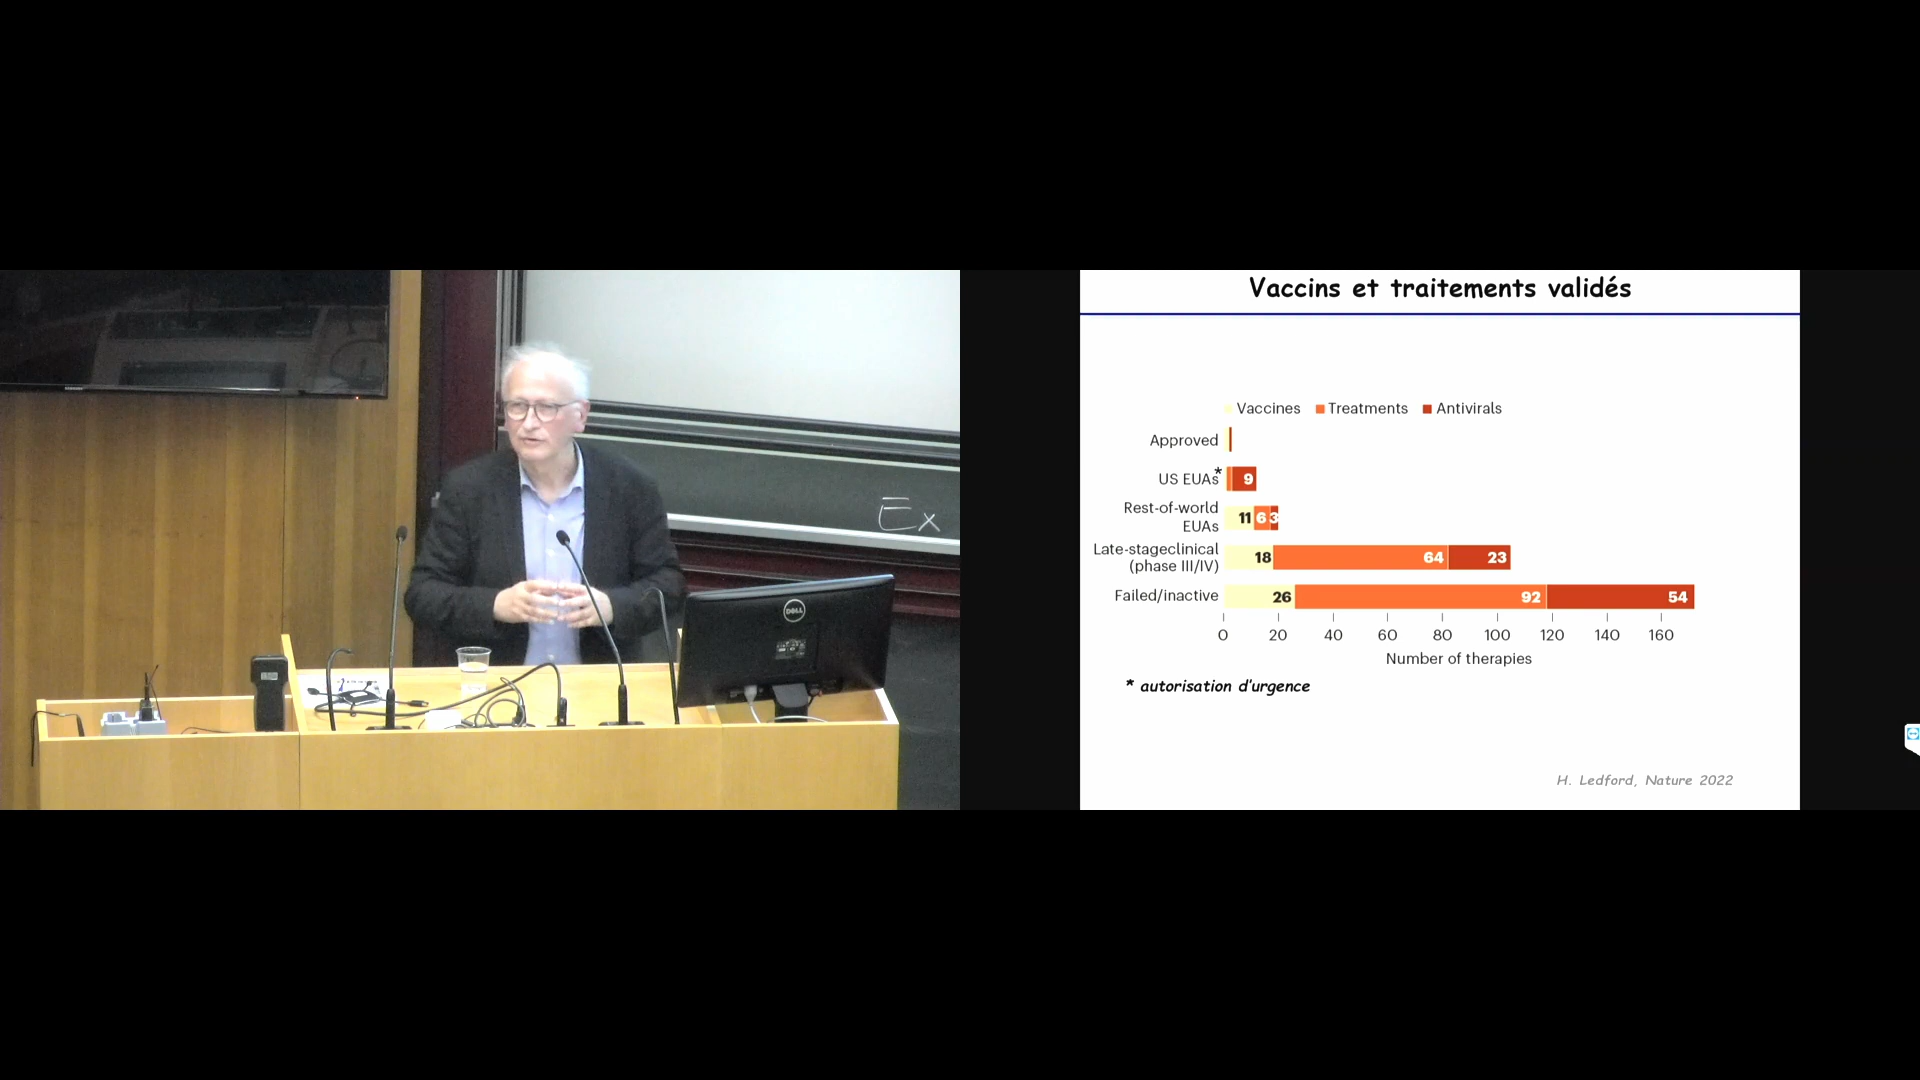 Ex
DELL
Vaccins et traitements validés
Vaccines Treatments Antivirals
Approved
US EUAs*
9
Rest-of-world
EUAs
11 6 3
Late-stageclinical
(phase III/IV)
18 64 23
Failed/inactive
26 92 54
0 20 40 60 80 100 120 140 160
Number of therapies
* autorisation d'urgence
H. Ledford, Nature 2022